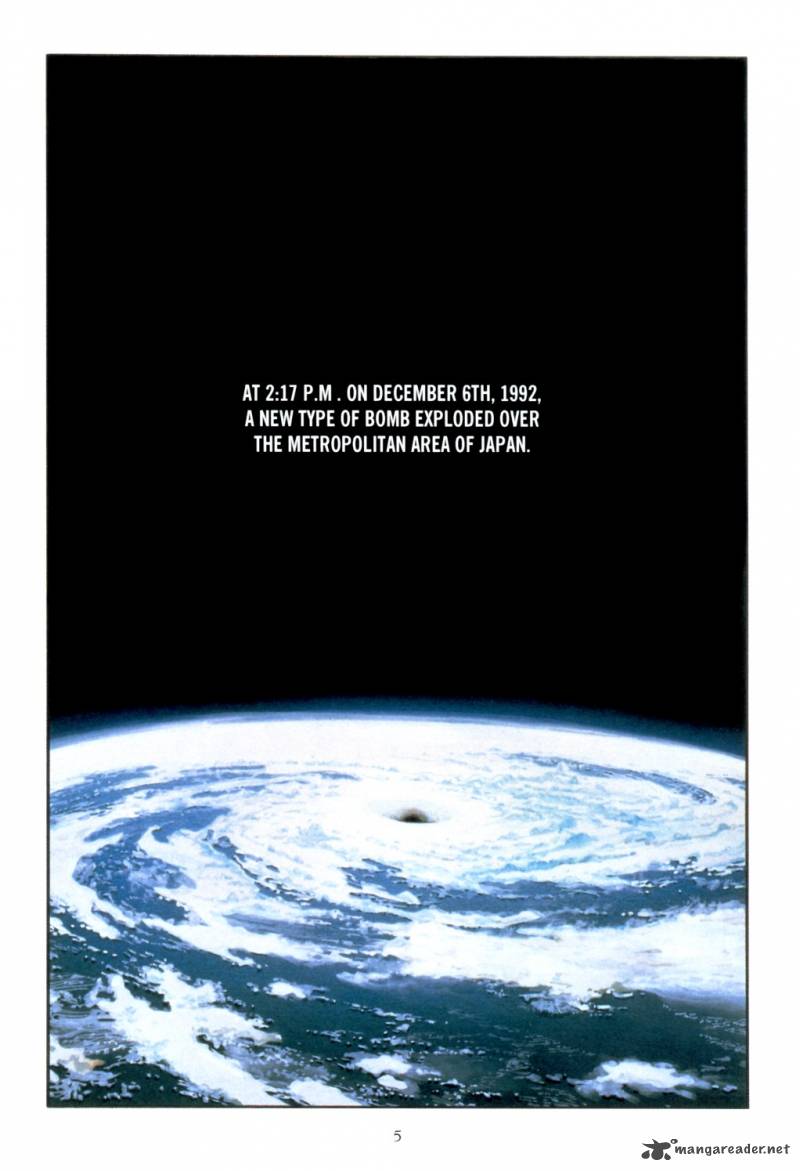 AT 2:17 P.M . ON DECEMBER 6TH, 1992,
A NEW TYPE OF BOMB EXPLODED OVER
THE METROPOLITAN AREA OF JAPAN.
5
mangareader.net